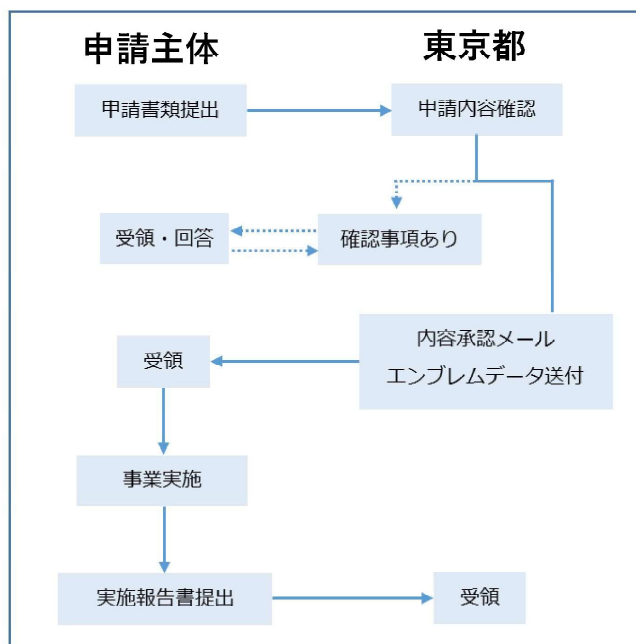 申請主体
東京都
甲請書類提出
申請内容確認
受領・回答
確認事項あり
内容承認メール
エンブレムデータ送付
受領
事業実施
実施報告書提出
受領